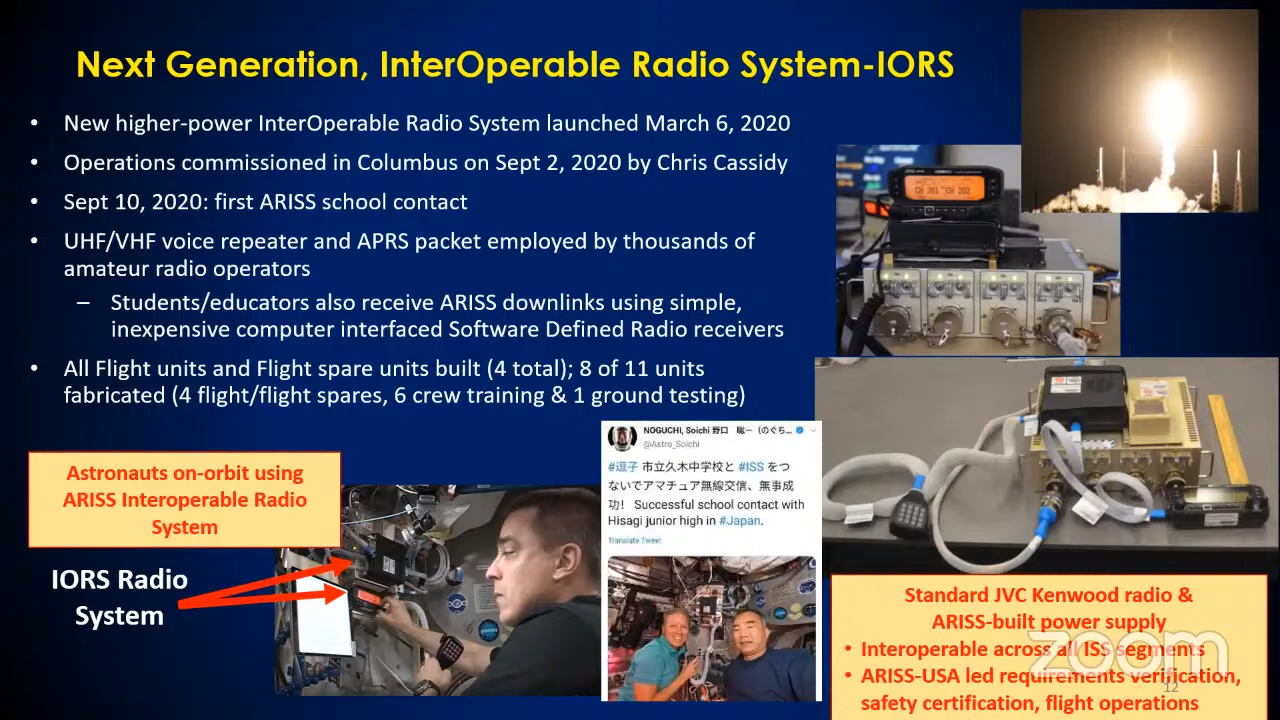 Next Generation, InterOperable Radio System-IORS
• New higher-power InterOperable Radio System launched March 6, 2020
• Operations commissioned in Columbus on Sept 2, 2020 by Chris Cassidy
• Sept 10, 2020: first ARISS school contact
• UHF/VHF voice repeater and APRS packet employed by thousands of
amateur radio operators
– Students/educators also receive ARISS downlinks using simple,
inexpensive computer interfaced Software Defined Radio receivers
• All Flight units and Flight spare units built (4 total); 8 of 11 units
fabricated (4 flight/flight spares, 6 crew training & 1 ground testing)
CH 201 CH 202
Astronauts on-orbit using
ARISS Interoperable Radio
System
IORS Radio
System
NOGUCHI, Soichi 野口 聡一 (のぐち...
@Astro_Soichi
#逗子 市立久木中学校と #ISS をつ
ないでアマチュア無線交信、無事成
功! Successful school contact with
Hisagi junior high in #Japan.
Translate Tweet
Standard JVC Kenwood radio &
ARISS-built power supply
• Interoperable across all ISS segments
• ARISS-USA led requirements verification,
safety certification, flight operations
zoom
12